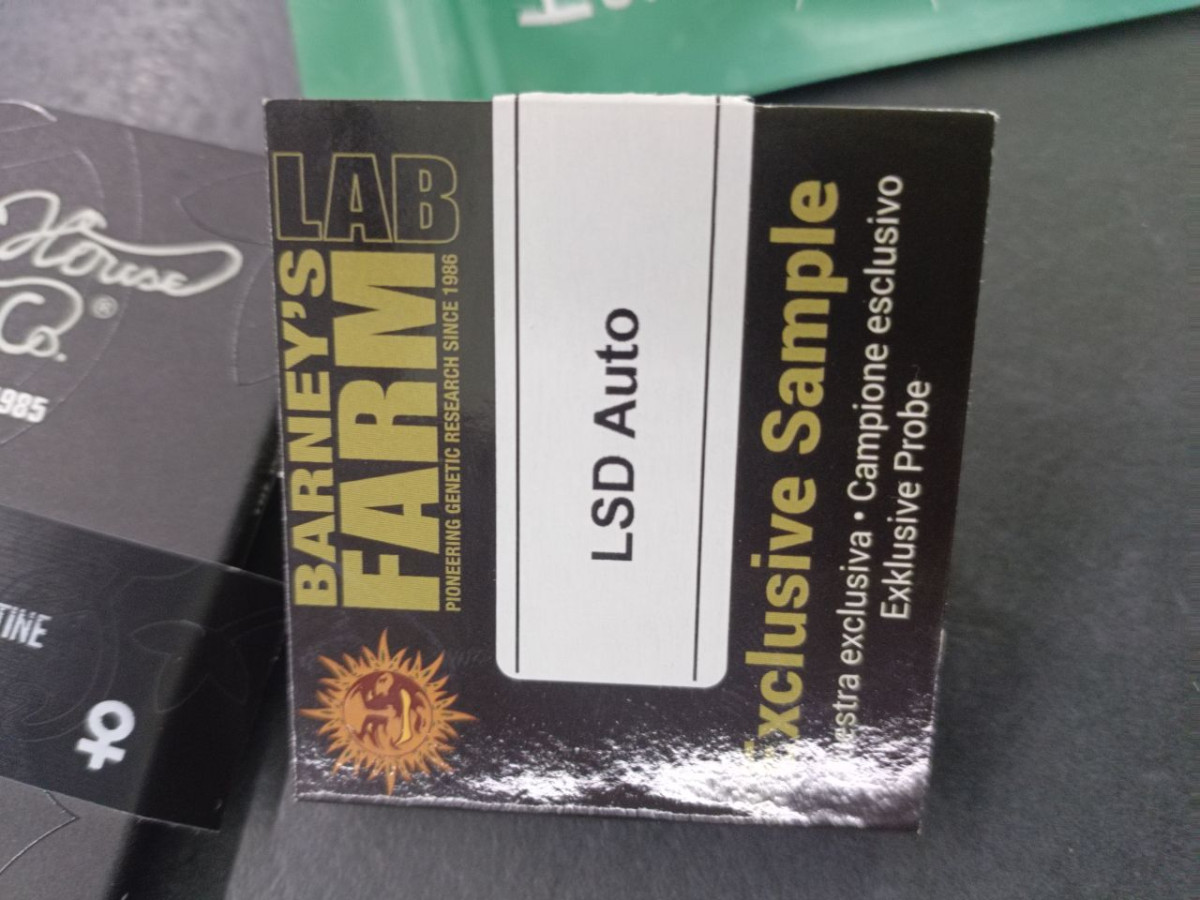 BARNEY'S
FARM LAB
PIONEERING GENETIC RESEARCH SINCE 1986
LSD Auto
Exclusive Sample
estra exclusiva • Campione esclusivo
Exklusive Probe
House
Co.®
1985
TINE